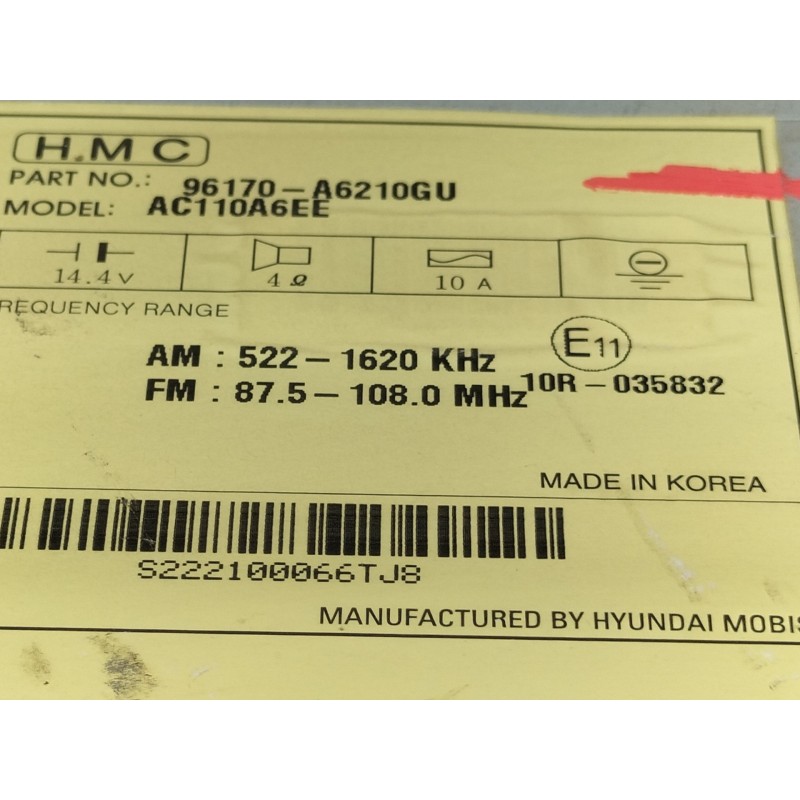 H.M C
PART NO.: 96170-A6210GU
MODEL: AC110A6EE
14.4V 4Ω 10 A
REQUENCY RANGE
AM : 522-1620 KHz
FM : 87.5-108.0 MHz
E11
10R-035832
MADE IN KOREA
S222100066TJ8
MANUFACTURED BY HYUNDAI MOBIS